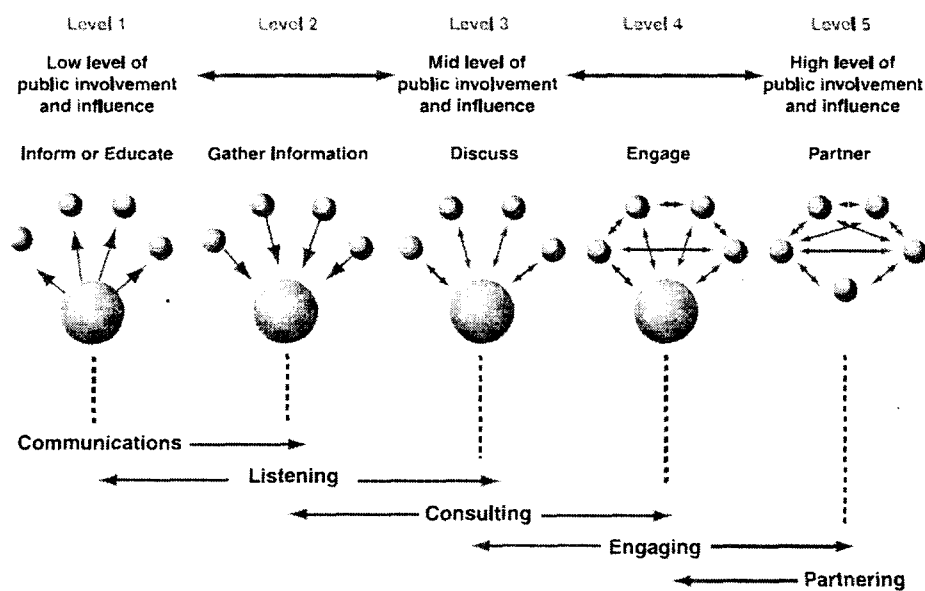 Level 1 Level 2 Level 3 Level 4 Level 5
Low level of
public involvement
and influence
Mid level of
public involvement
and influence
High level of
public involvement
and influence
Inform or Educate Gather Information Discuss Engage Partner
Communications
Listening
Consulting
Engaging
Partnering